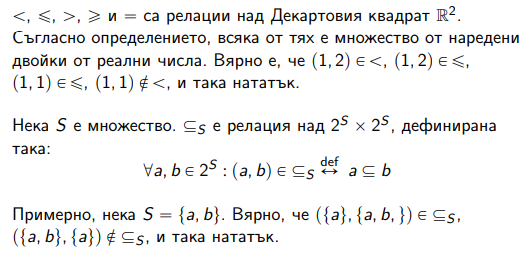 <, ⩽, >, ⩾ и = са релации над Декартовия квадрат ℝ².
Съгласно определението, всяка от тях е множество от наредени
двойки от реални числа. Вярно е, че (1, 2) ∈ <, (1, 2) ∈ ⩽,
(1, 1) ∈ ⩽, (1, 1) ∉ <, и така нататък.
Нека S е множество. ⊆_S е релация над 2^S × 2^S, дефинирана
така:
∀a, b ∈ 2^S : (a, b) ∈ ⊆_S def↔ a ⊆ b
Примерно, нека S = {a, b}. Вярно, че ({a}, {a, b, }) ∈ ⊆_S,
({a, b}, {a}) ∉ ⊆_S, и така нататък.